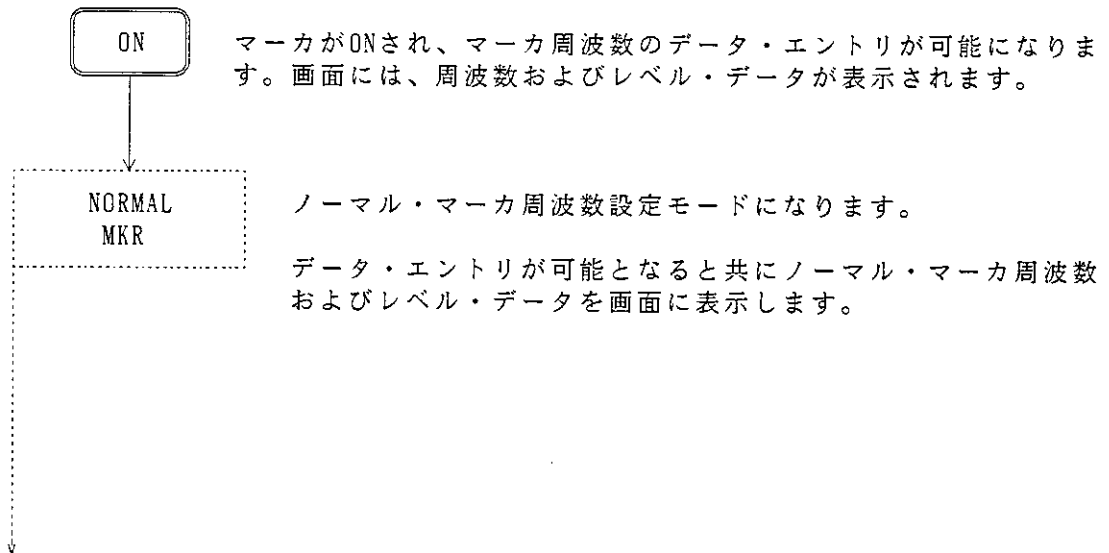 ON
マーカがONされ、マーカ周波数のデータ・エントリが可能になりま
す。画面には、周波数およびレベル・データが表示されます。
NORMAL
MKR
ノーマル・マーカ周波数設定モードになります。
データ・エントリが可能となると共にノーマル・マーカ周波数
およびレベル・データを画面に表示します。